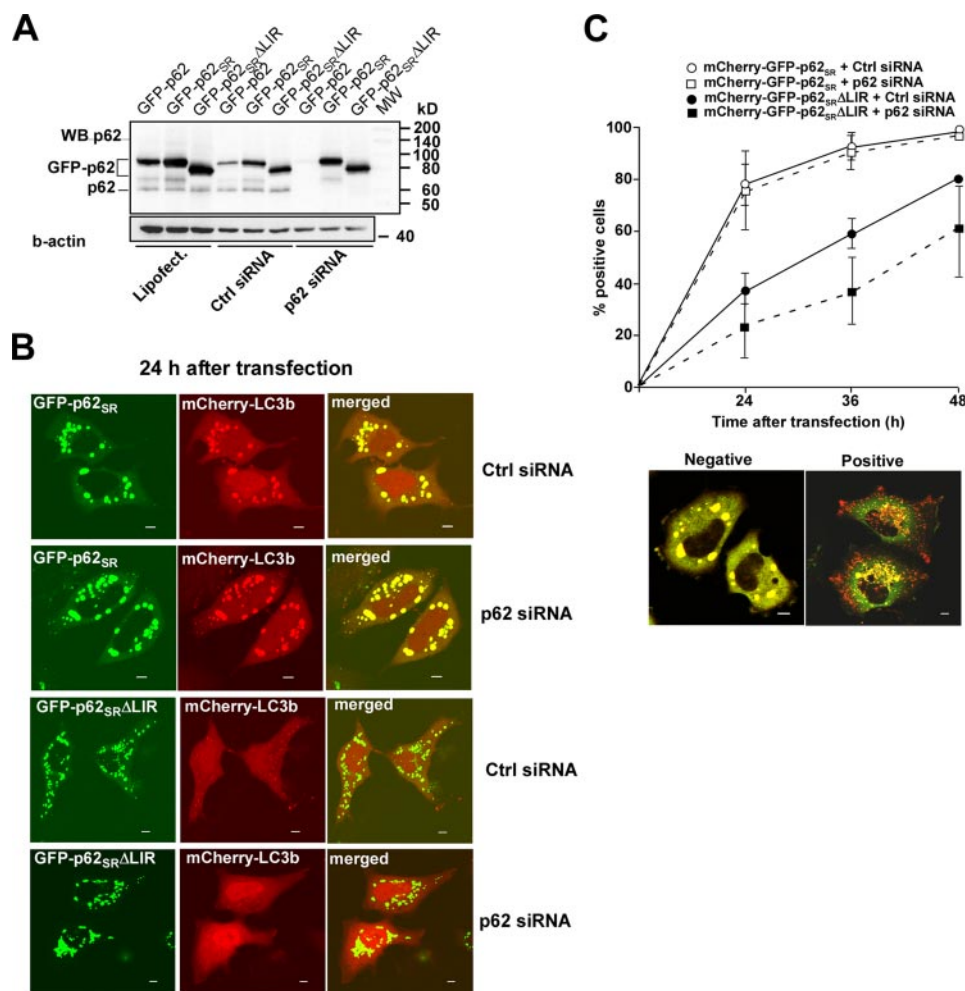 A
GFP-p62
GFP-p62SR
GFP-p62SRΔLIR
GFP-p62
GFP-p62SR
GFP-p62SRΔLIR
GFP-p62
GFP-p62SR
GFP-p62SRΔLIR
MW
kD
WB p62
GFP-p62
p62
200
140
100
80
60
50
b-actin
40
Lipofect.
Ctrl siRNA
p62 siRNA
B
24 h after transfection
GFP-p62SR mCherry-LC3b merged
Ctrl siRNA
GFP-p62SR mCherry-LC3b merged
p62 siRNA
GFP-p62SRΔLIR mCherry-LC3b merged
Ctrl siRNA
GFP-p62SRΔLIR mCherry-LC3b merged
p62 siRNA
C
mCherry-GFP-p62SR + Ctrl siRNA
mCherry-GFP-p62SR + p62 siRNA
mCherry-GFP-p62SRΔLIR + Ctrl siRNA
mCherry-GFP-p62SRΔLIR + p62 siRNA
% positive cells
100
80
60
40
20
0
24 36 48
Time after transfection (h)
Negative Positive